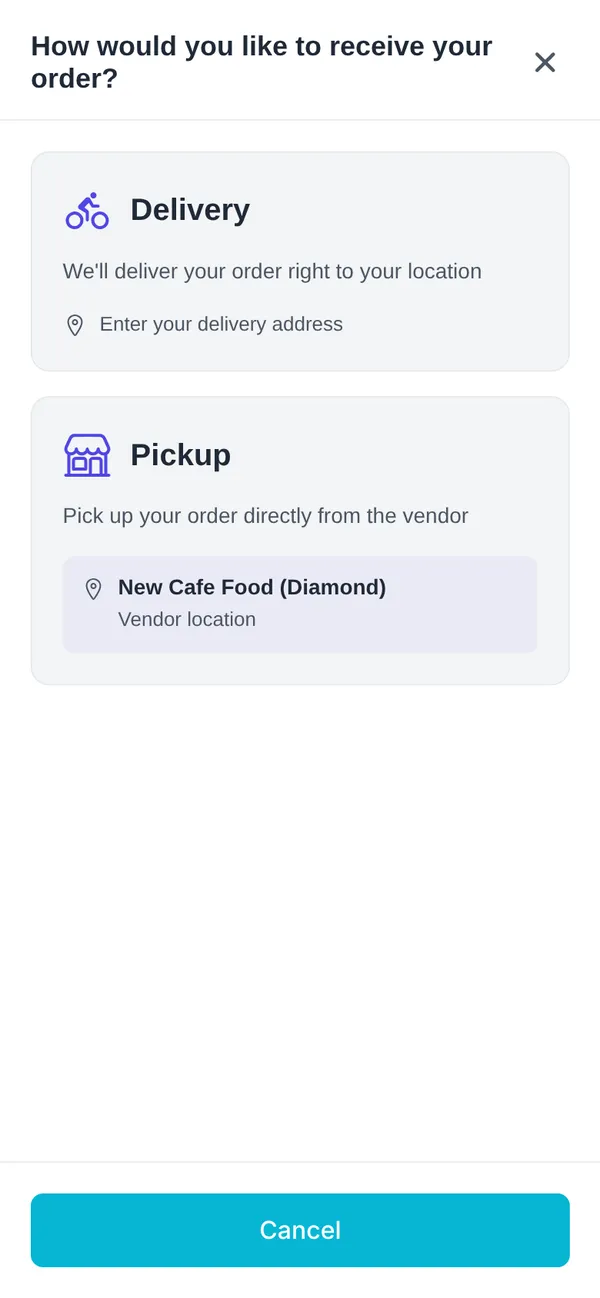 How would you like to receive your
order?
Delivery
We'll deliver your order right to your location
Enter your delivery address
Pickup
Pick up your order directly from the vendor
New Cafe Food (Diamond)
Vendor location
Cancel